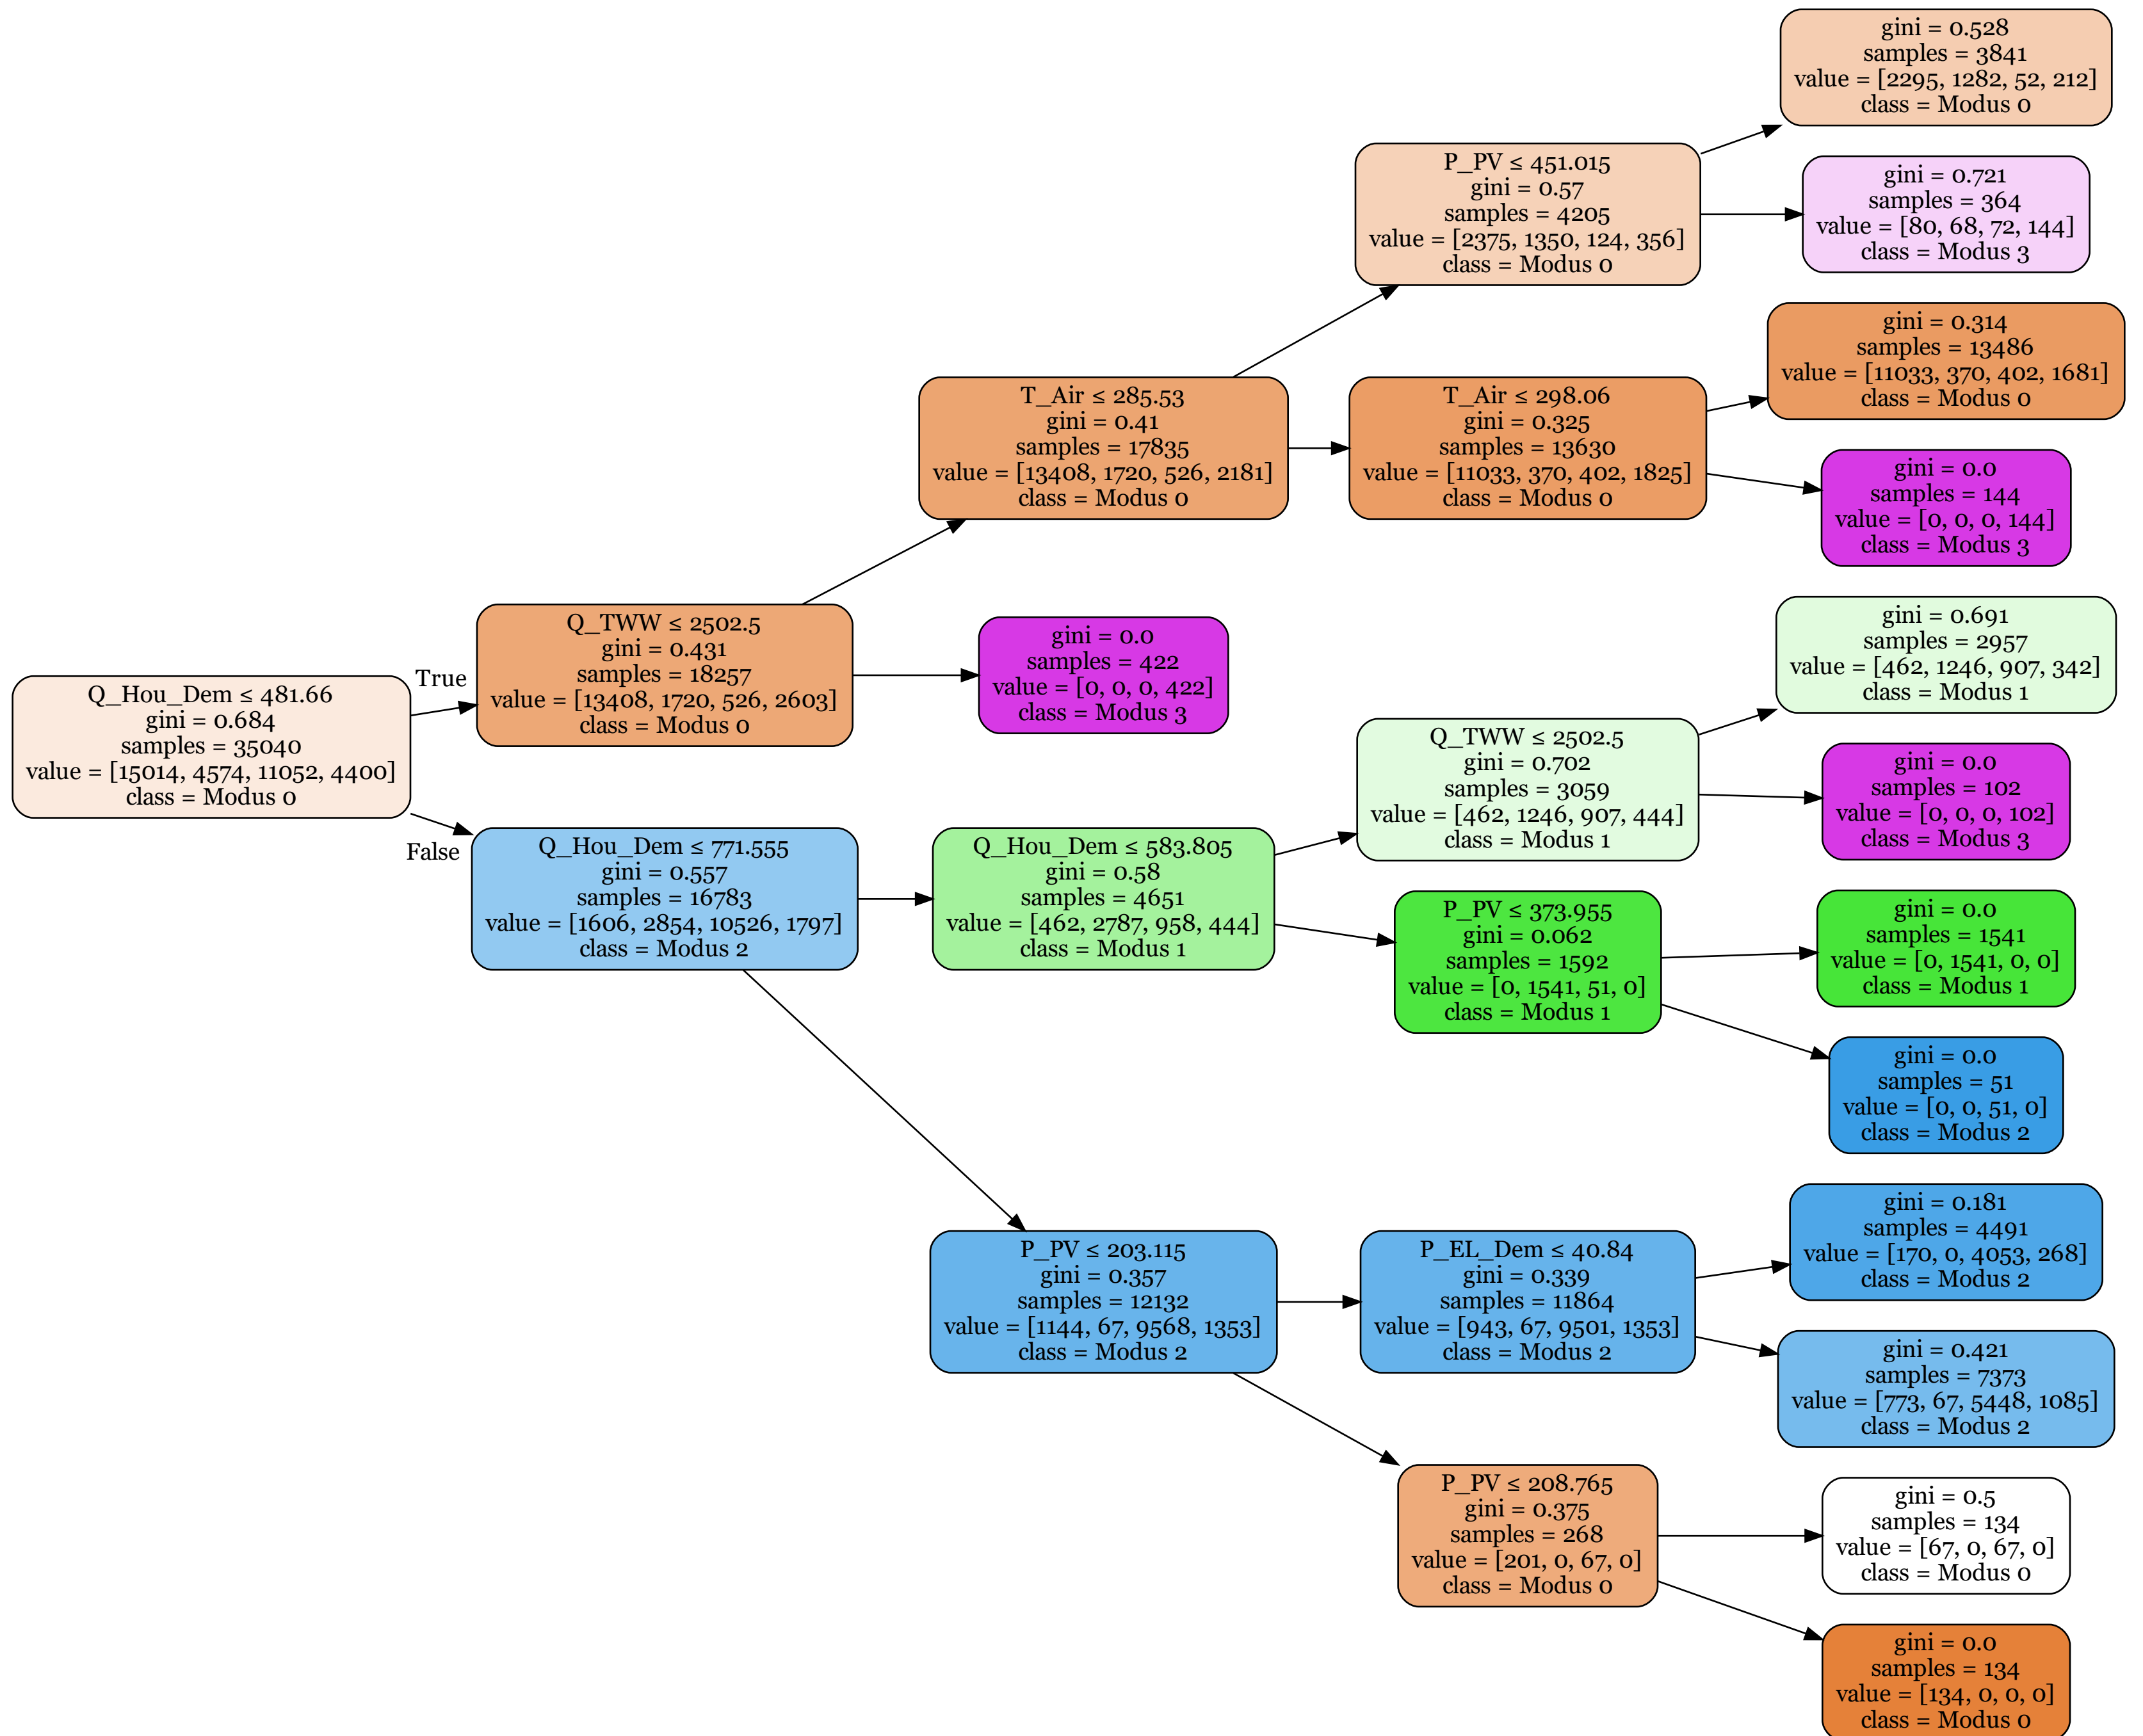 Q_Hou_Dem ≤ 481.66
gini = 0.684
samples = 35040
value = [15014, 4574, 11052, 4400]
class = Modus 0
True
False
Q_TWW ≤ 2502.5
gini = 0.431
samples = 18257
value = [13408, 1720, 526, 2603]
class = Modus 0
Q_Hou_Dem ≤ 771.555
gini = 0.557
samples = 16783
value = [1606, 2854, 10526, 1797]
class = Modus 2
T_Air ≤ 285.53
gini = 0.41
samples = 17835
value = [13408, 1720, 526, 2181]
class = Modus 0
gini = 0.0
samples = 422
value = [0, 0, 0, 422]
class = Modus 3
Q_Hou_Dem ≤ 583.805
gini = 0.58
samples = 4651
value = [462, 2787, 958, 444]
class = Modus 1
P_PV ≤ 203.115
gini = 0.357
samples = 12132
value = [1144, 67, 9568, 1353]
class = Modus 2
P_PV ≤ 451.015
gini = 0.57
samples = 4205
value = [2375, 1350, 124, 356]
class = Modus 0
T_Air ≤ 298.06
gini = 0.325
samples = 13630
value = [11033, 370, 402, 1825]
class = Modus 0
Q_TWW ≤ 2502.5
gini = 0.702
samples = 3059
value = [462, 1246, 907, 444]
class = Modus 1
P_PV ≤ 373.955
gini = 0.062
samples = 1592
value = [0, 1541, 51, 0]
class = Modus 1
P_EL_Dem ≤ 40.84
gini = 0.339
samples = 11864
value = [943, 67, 9501, 1353]
class = Modus 2
P_PV ≤ 208.765
gini = 0.375
samples = 268
value = [201, 0, 67, 0]
class = Modus 0
gini = 0.528
samples = 3841
value = [2295, 1282, 52, 212]
class = Modus 0
gini = 0.721
samples = 364
value = [80, 68, 72, 144]
class = Modus 3
gini = 0.314
samples = 13486
value = [11033, 370, 402, 1681]
class = Modus 0
gini = 0.0
samples = 144
value = [0, 0, 0, 144]
class = Modus 3
gini = 0.691
samples = 2957
value = [462, 1246, 907, 342]
class = Modus 1
gini = 0.0
samples = 102
value = [0, 0, 0, 102]
class = Modus 3
gini = 0.0
samples = 1541
value = [0, 1541, 0, 0]
class = Modus 1
gini = 0.0
samples = 51
value = [0, 0, 51, 0]
class = Modus 2
gini = 0.181
samples = 4491
value = [170, 0, 4053, 268]
class = Modus 2
gini = 0.421
samples = 7373
value = [773, 67, 5448, 1085]
class = Modus 2
gini = 0.5
samples = 134
value = [67, 0, 67, 0]
class = Modus 0
gini = 0.0
samples = 134
value = [134, 0, 0, 0]
class = Modus 0